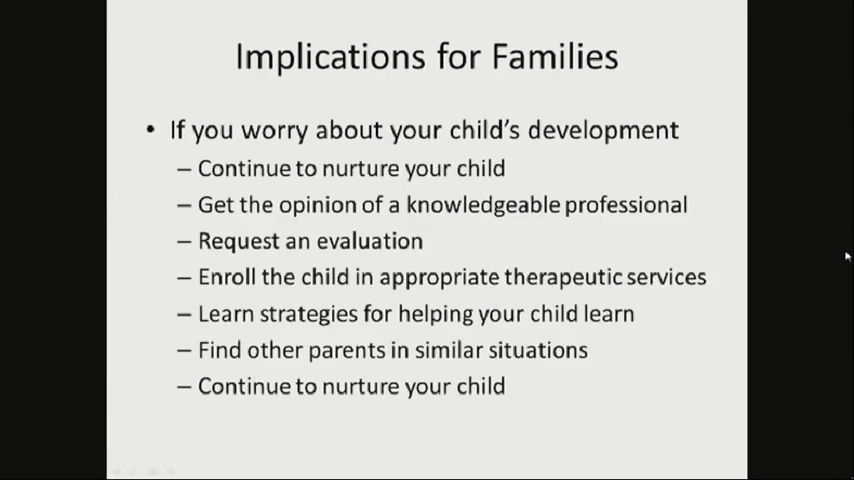 Implications for Families
• If you worry about your child's development
– Continue to nurture your child
– Get the opinion of a knowledgeable professional
– Request an evaluation
– Enroll the child in appropriate therapeutic services
– Learn strategies for helping your child learn
– Find other parents in similar situations
– Continue to nurture your child